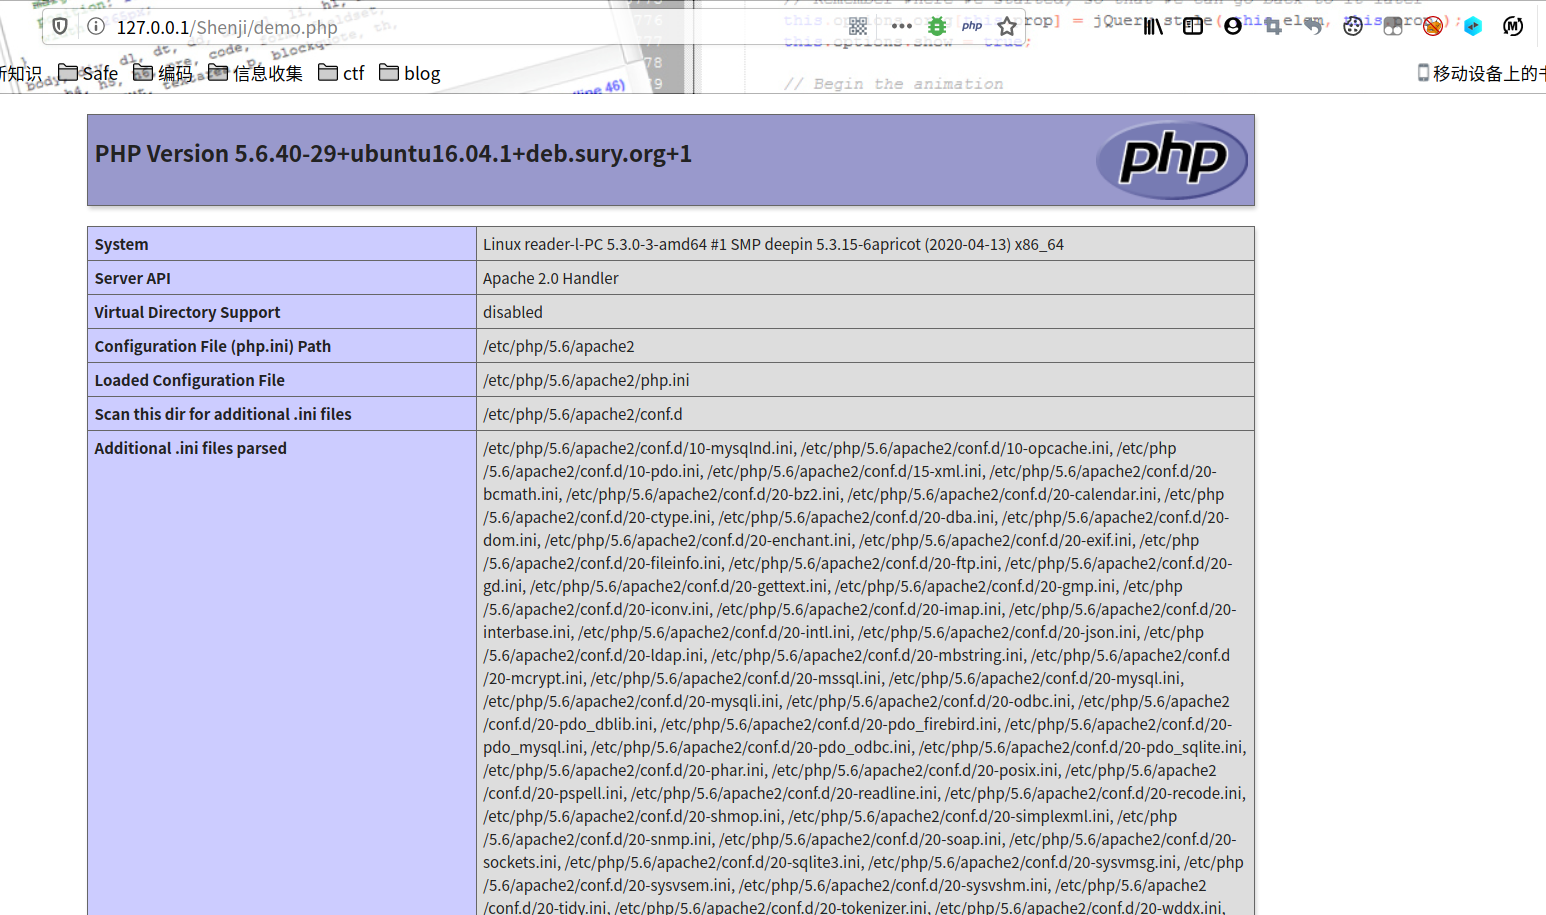 // Remember where we started, so that we can go back to it later
127.0.0.1/Shenji/demo.php
php
this.options.show = true;
78
新知识 Safe 编码 信息收集 ctf blog
移动设备上的书
line 46)
// Begin the animation
PHP Version 5.6.40-29+ubuntu16.04.1+deb.sury.org+1
php
System Linux reader-l-PC 5.3.0-3-amd64 #1 SMP deepin 5.3.15-6apricot (2020-04-13) x86_64
Server API Apache 2.0 Handler
Virtual Directory Support disabled
Configuration File (php.ini) Path /etc/php/5.6/apache2
Loaded Configuration File /etc/php/5.6/apache2/php.ini
Scan this dir for additional .ini files /etc/php/5.6/apache2/conf.d
Additional .ini files parsed /etc/php/5.6/apache2/conf.d/10-mysqlnd.ini, /etc/php/5.6/apache2/conf.d/10-opcache.ini, /etc/php
/5.6/apache2/conf.d/10-pdo.ini, /etc/php/5.6/apache2/conf.d/15-xml.ini, /etc/php/5.6/apache2/conf.d/20-
bcmath.ini, /etc/php/5.6/apache2/conf.d/20-bz2.ini, /etc/php/5.6/apache2/conf.d/20-calendar.ini, /etc/php
/5.6/apache2/conf.d/20-ctype.ini, /etc/php/5.6/apache2/conf.d/20-dba.ini, /etc/php/5.6/apache2/conf.d/20-
dom.ini, /etc/php/5.6/apache2/conf.d/20-enchant.ini, /etc/php/5.6/apache2/conf.d/20-exif.ini, /etc/php
/5.6/apache2/conf.d/20-fileinfo.ini, /etc/php/5.6/apache2/conf.d/20-ftp.ini, /etc/php/5.6/apache2/conf.d/20-
gd.ini, /etc/php/5.6/apache2/conf.d/20-gettext.ini, /etc/php/5.6/apache2/conf.d/20-gmp.ini, /etc/php
/5.6/apache2/conf.d/20-iconv.ini, /etc/php/5.6/apache2/conf.d/20-imap.ini, /etc/php/5.6/apache2/conf.d/20-
interbase.ini, /etc/php/5.6/apache2/conf.d/20-intl.ini, /etc/php/5.6/apache2/conf.d/20-json.ini, /etc/php
/5.6/apache2/conf.d/20-ldap.ini, /etc/php/5.6/apache2/conf.d/20-mbstring.ini, /etc/php/5.6/apache2/conf.d
/20-mcrypt.ini, /etc/php/5.6/apache2/conf.d/20-mssql.ini, /etc/php/5.6/apache2/conf.d/20-mysql.ini,
/etc/php/5.6/apache2/conf.d/20-mysqli.ini, /etc/php/5.6/apache2/conf.d/20-odbc.ini, /etc/php/5.6/apache2
/conf.d/20-pdo_dblib.ini, /etc/php/5.6/apache2/conf.d/20-pdo_firebird.ini, /etc/php/5.6/apache2/conf.d/20-
pdo_mysql.ini, /etc/php/5.6/apache2/conf.d/20-pdo_odbc.ini, /etc/php/5.6/apache2/conf.d/20-pdo_sqlite.ini,
/etc/php/5.6/apache2/conf.d/20-phar.ini, /etc/php/5.6/apache2/conf.d/20-posix.ini, /etc/php/5.6/apache2
/conf.d/20-pspell.ini, /etc/php/5.6/apache2/conf.d/20-readline.ini, /etc/php/5.6/apache2/conf.d/20-recode.ini,
/etc/php/5.6/apache2/conf.d/20-shmop.ini, /etc/php/5.6/apache2/conf.d/20-simplexml.ini, /etc/php
/5.6/apache2/conf.d/20-snmp.ini, /etc/php/5.6/apache2/conf.d/20-soap.ini, /etc/php/5.6/apache2/conf.d/20-
sockets.ini, /etc/php/5.6/apache2/conf.d/20-sqlite3.ini, /etc/php/5.6/apache2/conf.d/20-sysvmsg.ini, /etc/php
/5.6/apache2/conf.d/20-sysvsem.ini, /etc/php/5.6/apache2/conf.d/20-sysvshm.ini, /etc/php/5.6/apache2
/conf.d/20-tidy.ini, /etc/php/5.6/apache2/conf.d/20-tokenizer.ini, /etc/php/5.6/apache2/conf.d/20-wddx.ini,